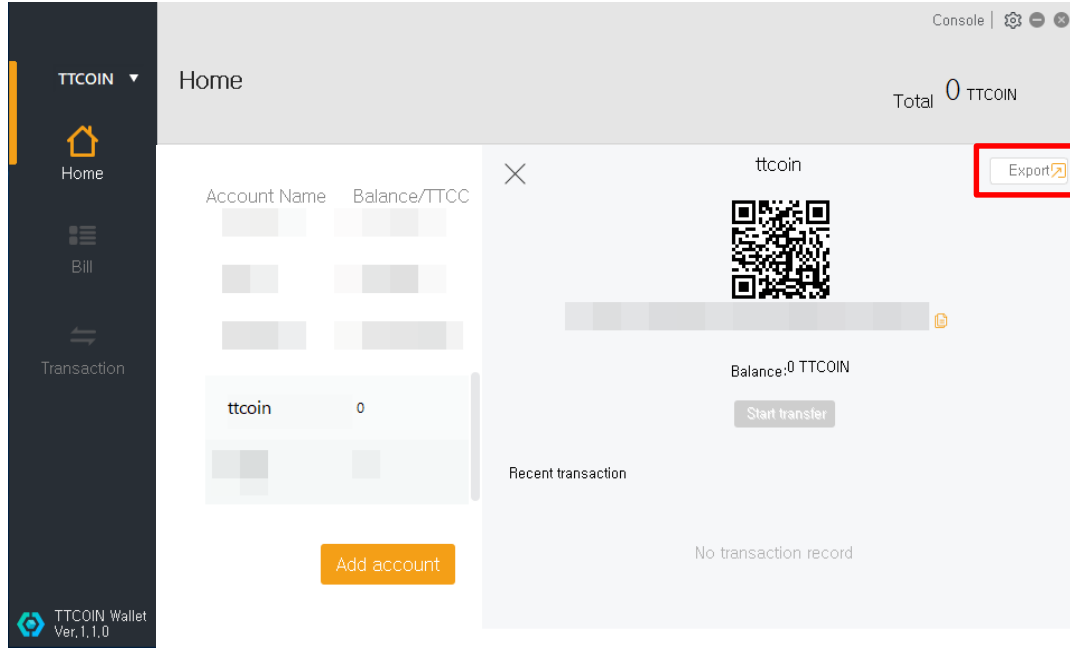 Console
TTCOIN ▼
Home
Total 0 TTCOIN
Home
Bill
Transaction
Account Name Balance/TTCC
ttcoin 0
Add account
ttcoin
Export
Balance:0 TTCOIN
Start transfer
Recent transaction
No transaction record
TTCOIN Wallet
Ver,1,1,0